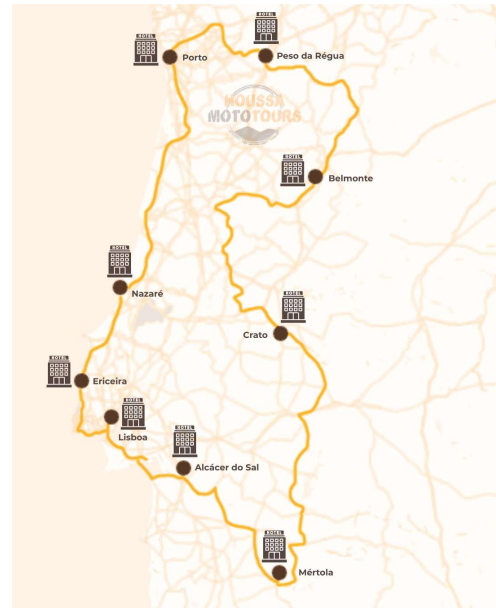 HOTEL
Peso da Régua
HOTEL
Porto
MOUSSA
MOTOTOURS
HOTEL
Belmonte
HOTEL
Nazaré
HOTEL
Crato
HOTEL
Ericeira
HOTEL
Lisboa
HOTEL
Alcácer do Sal
HOTEL
Mértola